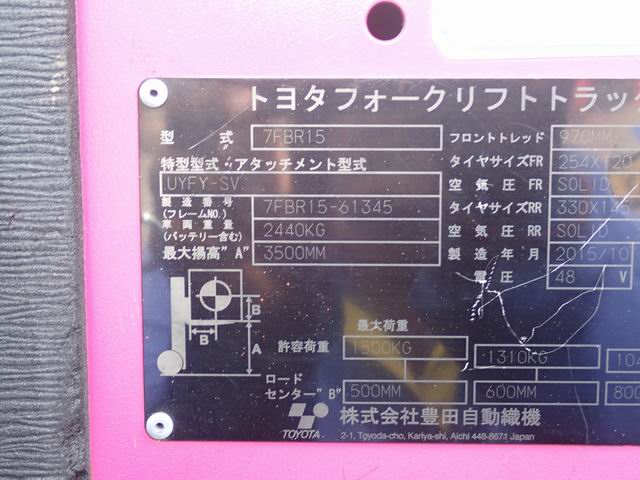 トヨタフォークリフトトラック
型 式 7FBR15 フロントトレッド 970MM
特型型式・アタッチメント型式 タイヤサイズFR 254X120
UYFY-SV 空気圧FR SOLID
製造番号 (フレームNO.) 7FBR15-61345 タイヤサイズRR 330X145
車両重量 (バッテリー含む) 2440KG 空気圧RR SOLID
最大揚高"A" 3500MM 製造年月 2015/10
電圧 48 V
B
B
A
最大荷重
許容荷重 1500KG 1310KG 104
ロードセンター"B" 500MM 600MM 800
TOYOTA 株式会社豊田自動織機
2-1, Toyoda-cho, Kariya-shi, Aichi 448-8671 Japan